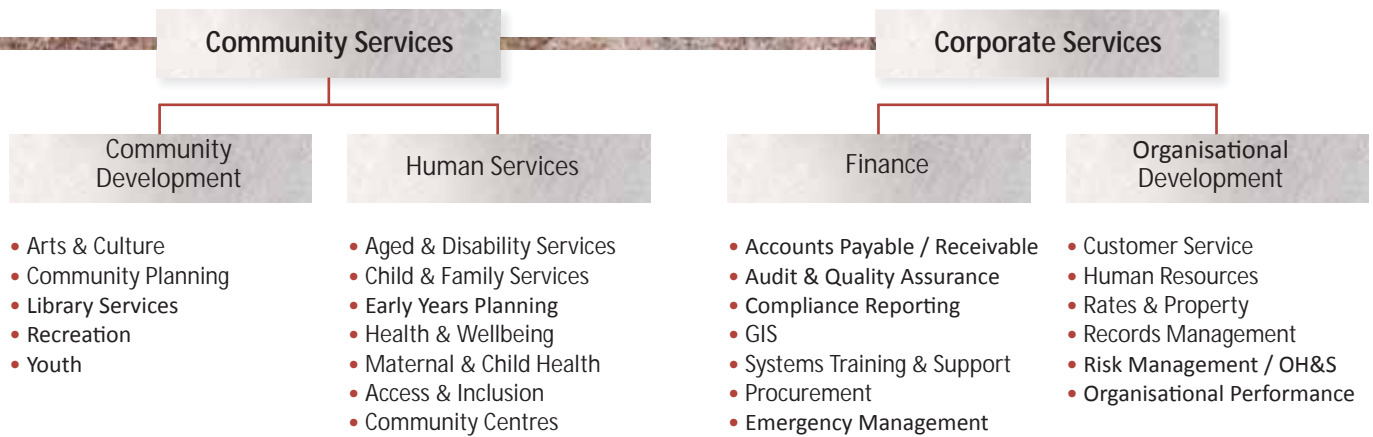 Community Services
Corporate Services
Community
Development
Human Services
Finance
Organisational
Development
• Arts & Culture
• Community Planning
• Library Services
• Recreation
• Youth
• Aged & Disability Services
• Child & Family Services
• Early Years Planning
• Health & Wellbeing
• Maternal & Child Health
• Access & Inclusion
• Community Centres
• Accounts Payable / Receivable
• Audit & Quality Assurance
• Compliance Reporting
• GIS
• Systems Training & Support
• Procurement
• Emergency Management
• Customer Service
• Human Resources
• Rates & Property
• Records Management
• Risk Management / OH&S
• Organisational Performance